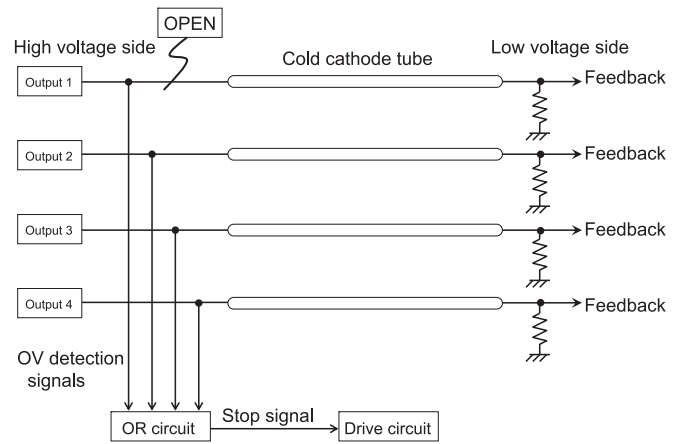 OPEN
High voltage side
Cold cathode tube
Low voltage side
Output 1
Feedback
Output 2
Feedback
Output 3
Feedback
Output 4
Feedback
OV detection
signals
OR circuit
Stop signal
Drive circuit